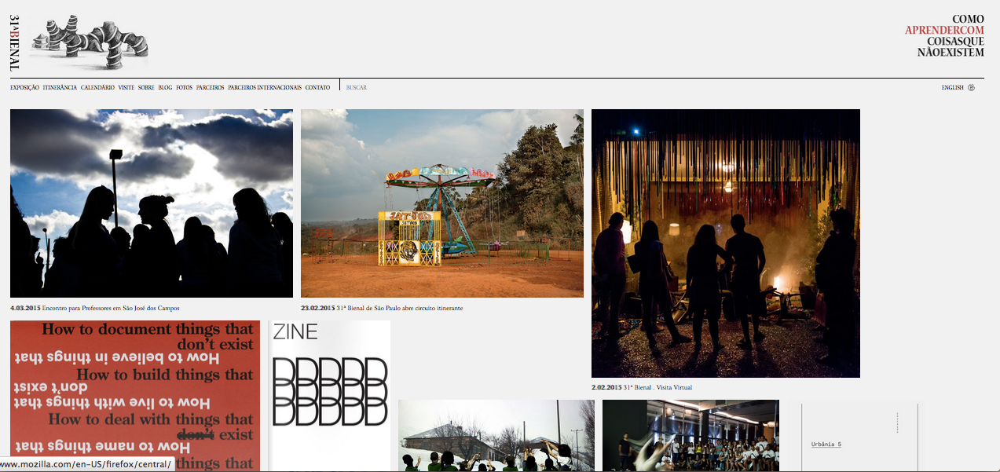 31ªBIENAL
COMO
APRENDERCOM
COISASQUE
NÃOEXISTEM
EXPOSIÇÃO ITINERÂNCIA CALENDÁRIO VISITE SOBRE BLOG FOTOS PARCEIROS PARCEIROS INTERNACIONAIS CONTATO BUSCAR
ENGLISH
JATOOS
4.03.2015 Encontro para Professores em São José dos Campos
23.02.2015 31ª Bienal de São Paulo abre circuito itinerante
2.02.2015 31ª Bienal . Visita Virtual
How to document things that
don't exist
How to believe in things that
How to build things that
don't exist
How to live with things that
How to deal with things that
don't exist
How to name things that
things that
ZINE
DDDDD
DDDDD
DDDDD
Urbânia 5
www.mozilla.com/en-US/firefox/central/